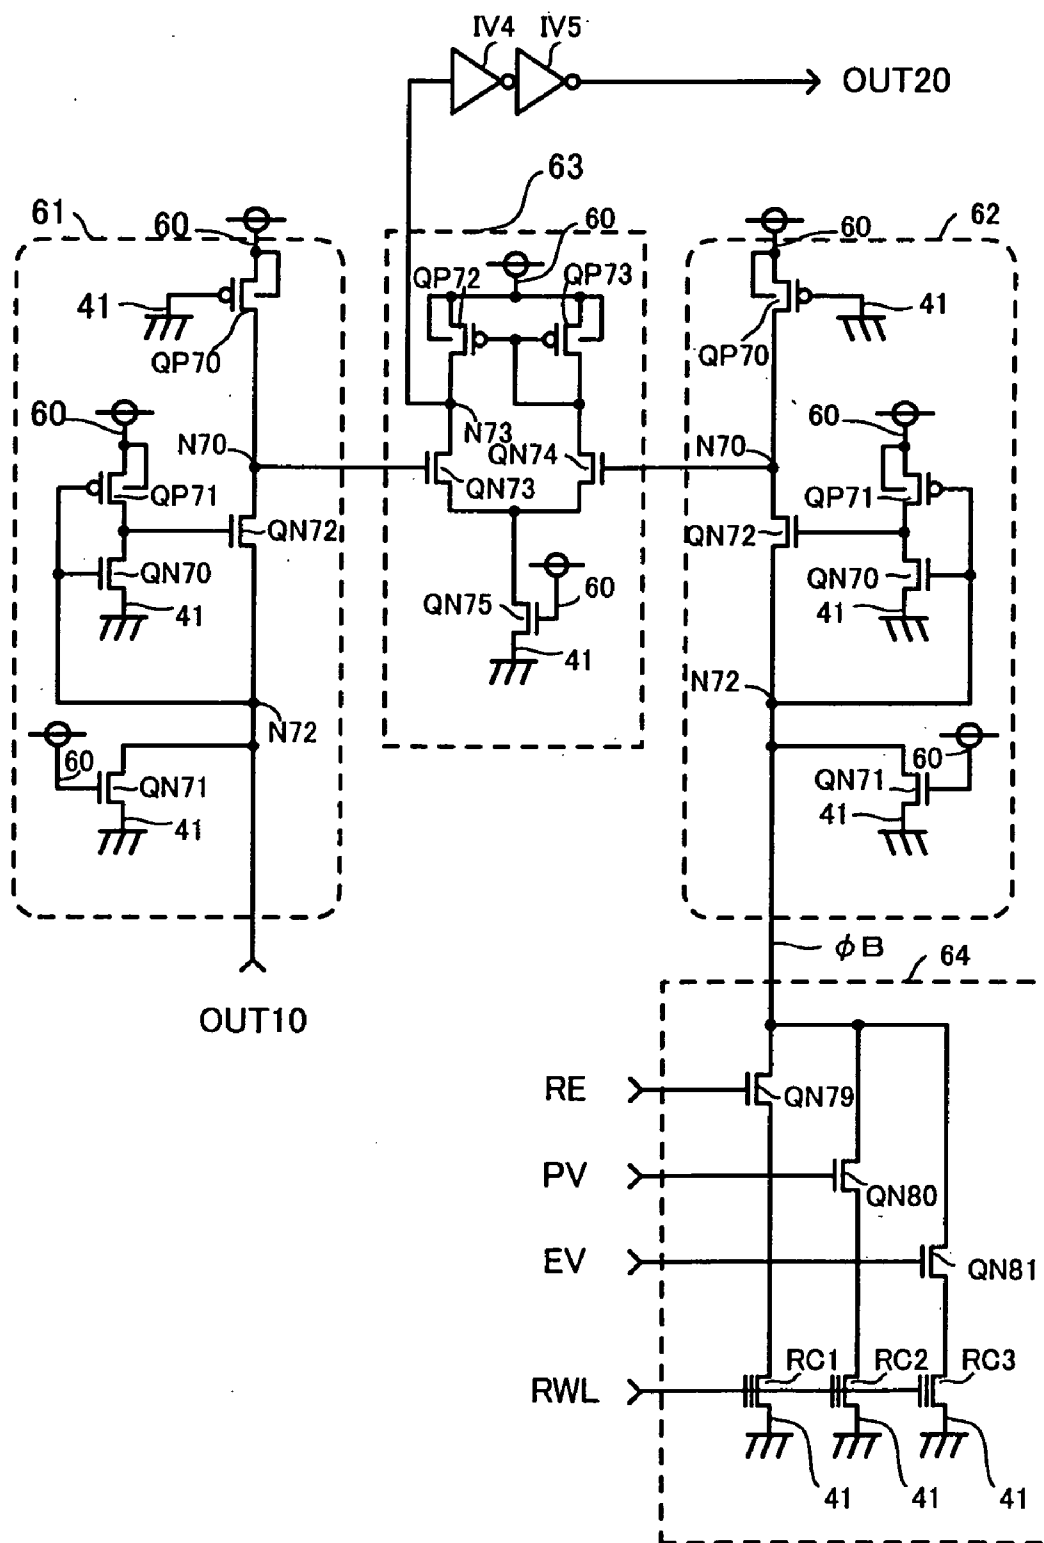 IV4 IV5
OUT20
63
61 60 60 60 62
QP72 QP73
41 41
QP70 QP70
60 60
N70 N73 QN74 N70
QP71 QN73 QP71
QN72 QN72
QN70 60 QN70
QN75
41 41
41
N72
N72
60 60
QN71 QN71
41 41
φB
64
OUT10
RE QN79
PV QN80
EV QN81
RC1 RC2 RC3
RWL
41 41 41